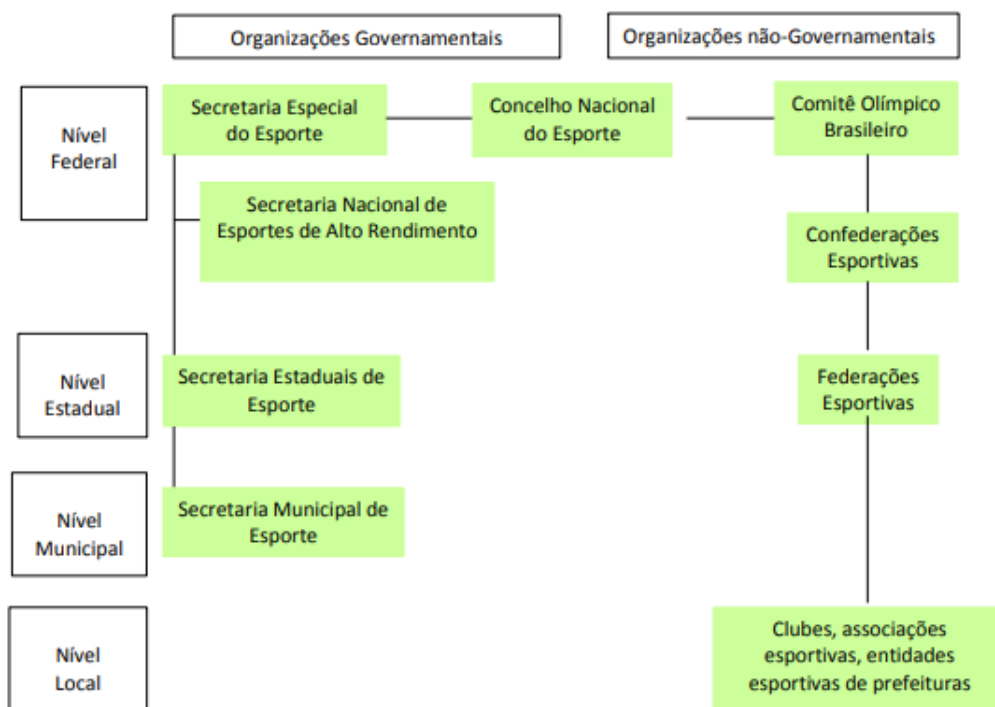 Organizações Governamentais
Organizações não-Governamentais
Nível
Federal
Secretaria Especial
do Esporte
Concelho Nacional
do Esporte
Comitê Olímpico
Brasileiro
Secretaria Nacional de
Esportes de Alto Rendimento
Confederações
Esportivas
Nível
Estadual
Secretaria Estaduais de
Esporte
Federações
Esportivas
Nível
Municipal
Secretaria Municipal de
Esporte
Nível
Local
Clubes, associações
esportivas, entidades
esportivas de prefeituras